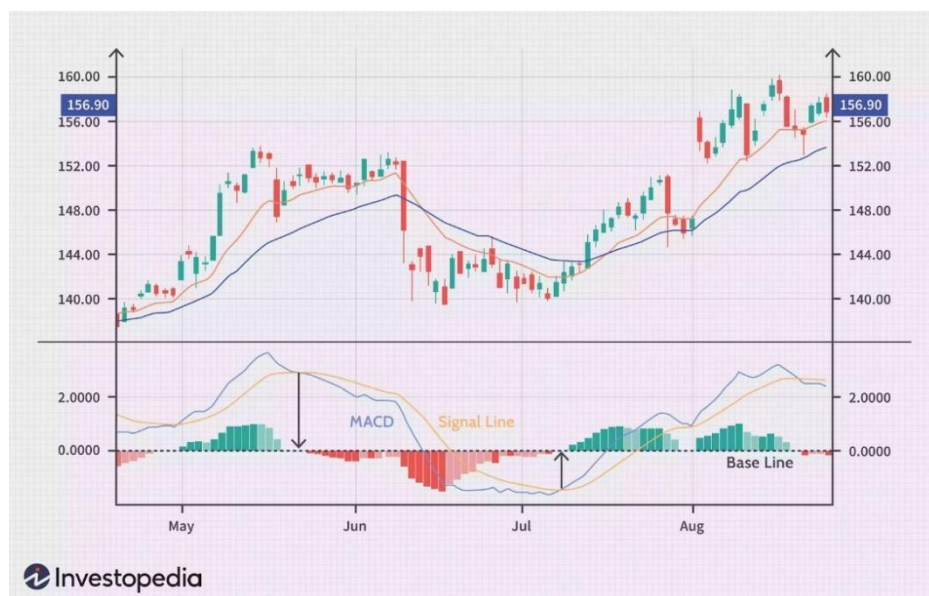 160.00 160.00
156.90 156.90
156.00 156.00
152.00 152.00
148.00 148.00
144.00 144.00
140.00 140.00
2.0000 2.0000
MACD Signal Line
0.0000 0.0000
Base Line
May Jun Jul Aug
Investopedia